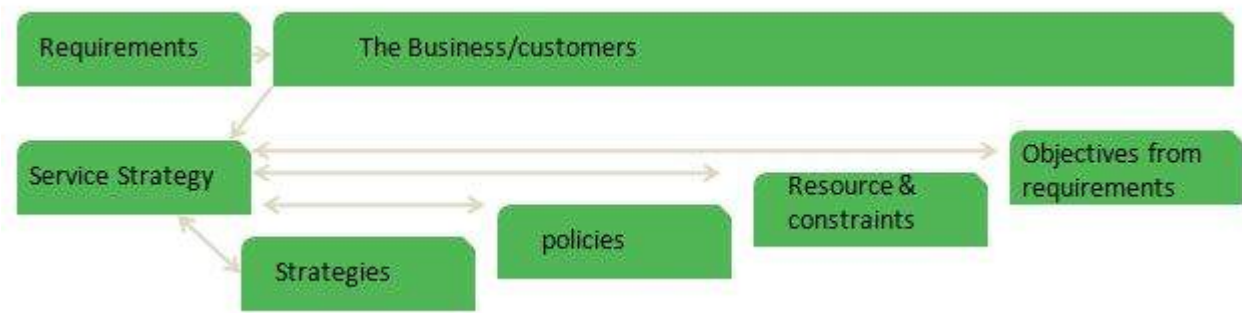 Requirements
The Business/customers
Service Strategy
Objectives from
requirements
Resource &
constraints
policies
Strategies